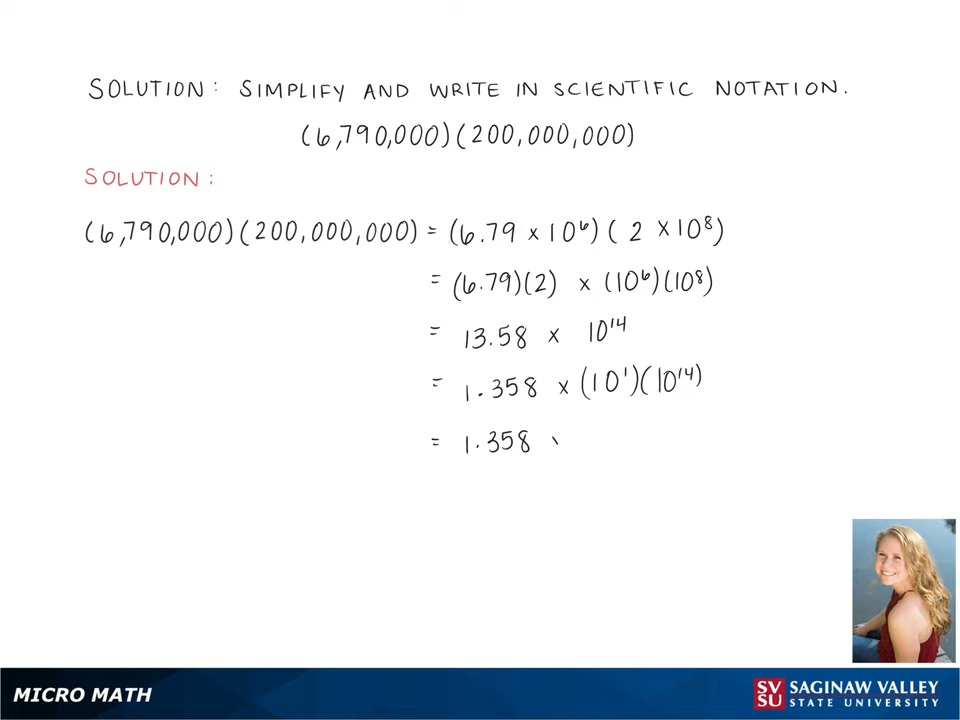 SOLUTION: SIMPLIFY AND WRITE IN SCIENTIFIC NOTATION.
(6,790,000)(200,000,000)
SOLUTION:
(6,790,000)(200,000,000) = (6.79 × 10⁶)(2 × 10⁸)
= (6.79)(2) × (10⁶)(10⁸)
= 13.58 × 10¹⁴
= 1.358 × (10¹)(10¹⁴)
= 1.358
MICRO MATH
SV
SU
SAGINAW VALLEY
STATE UNIVERSITY